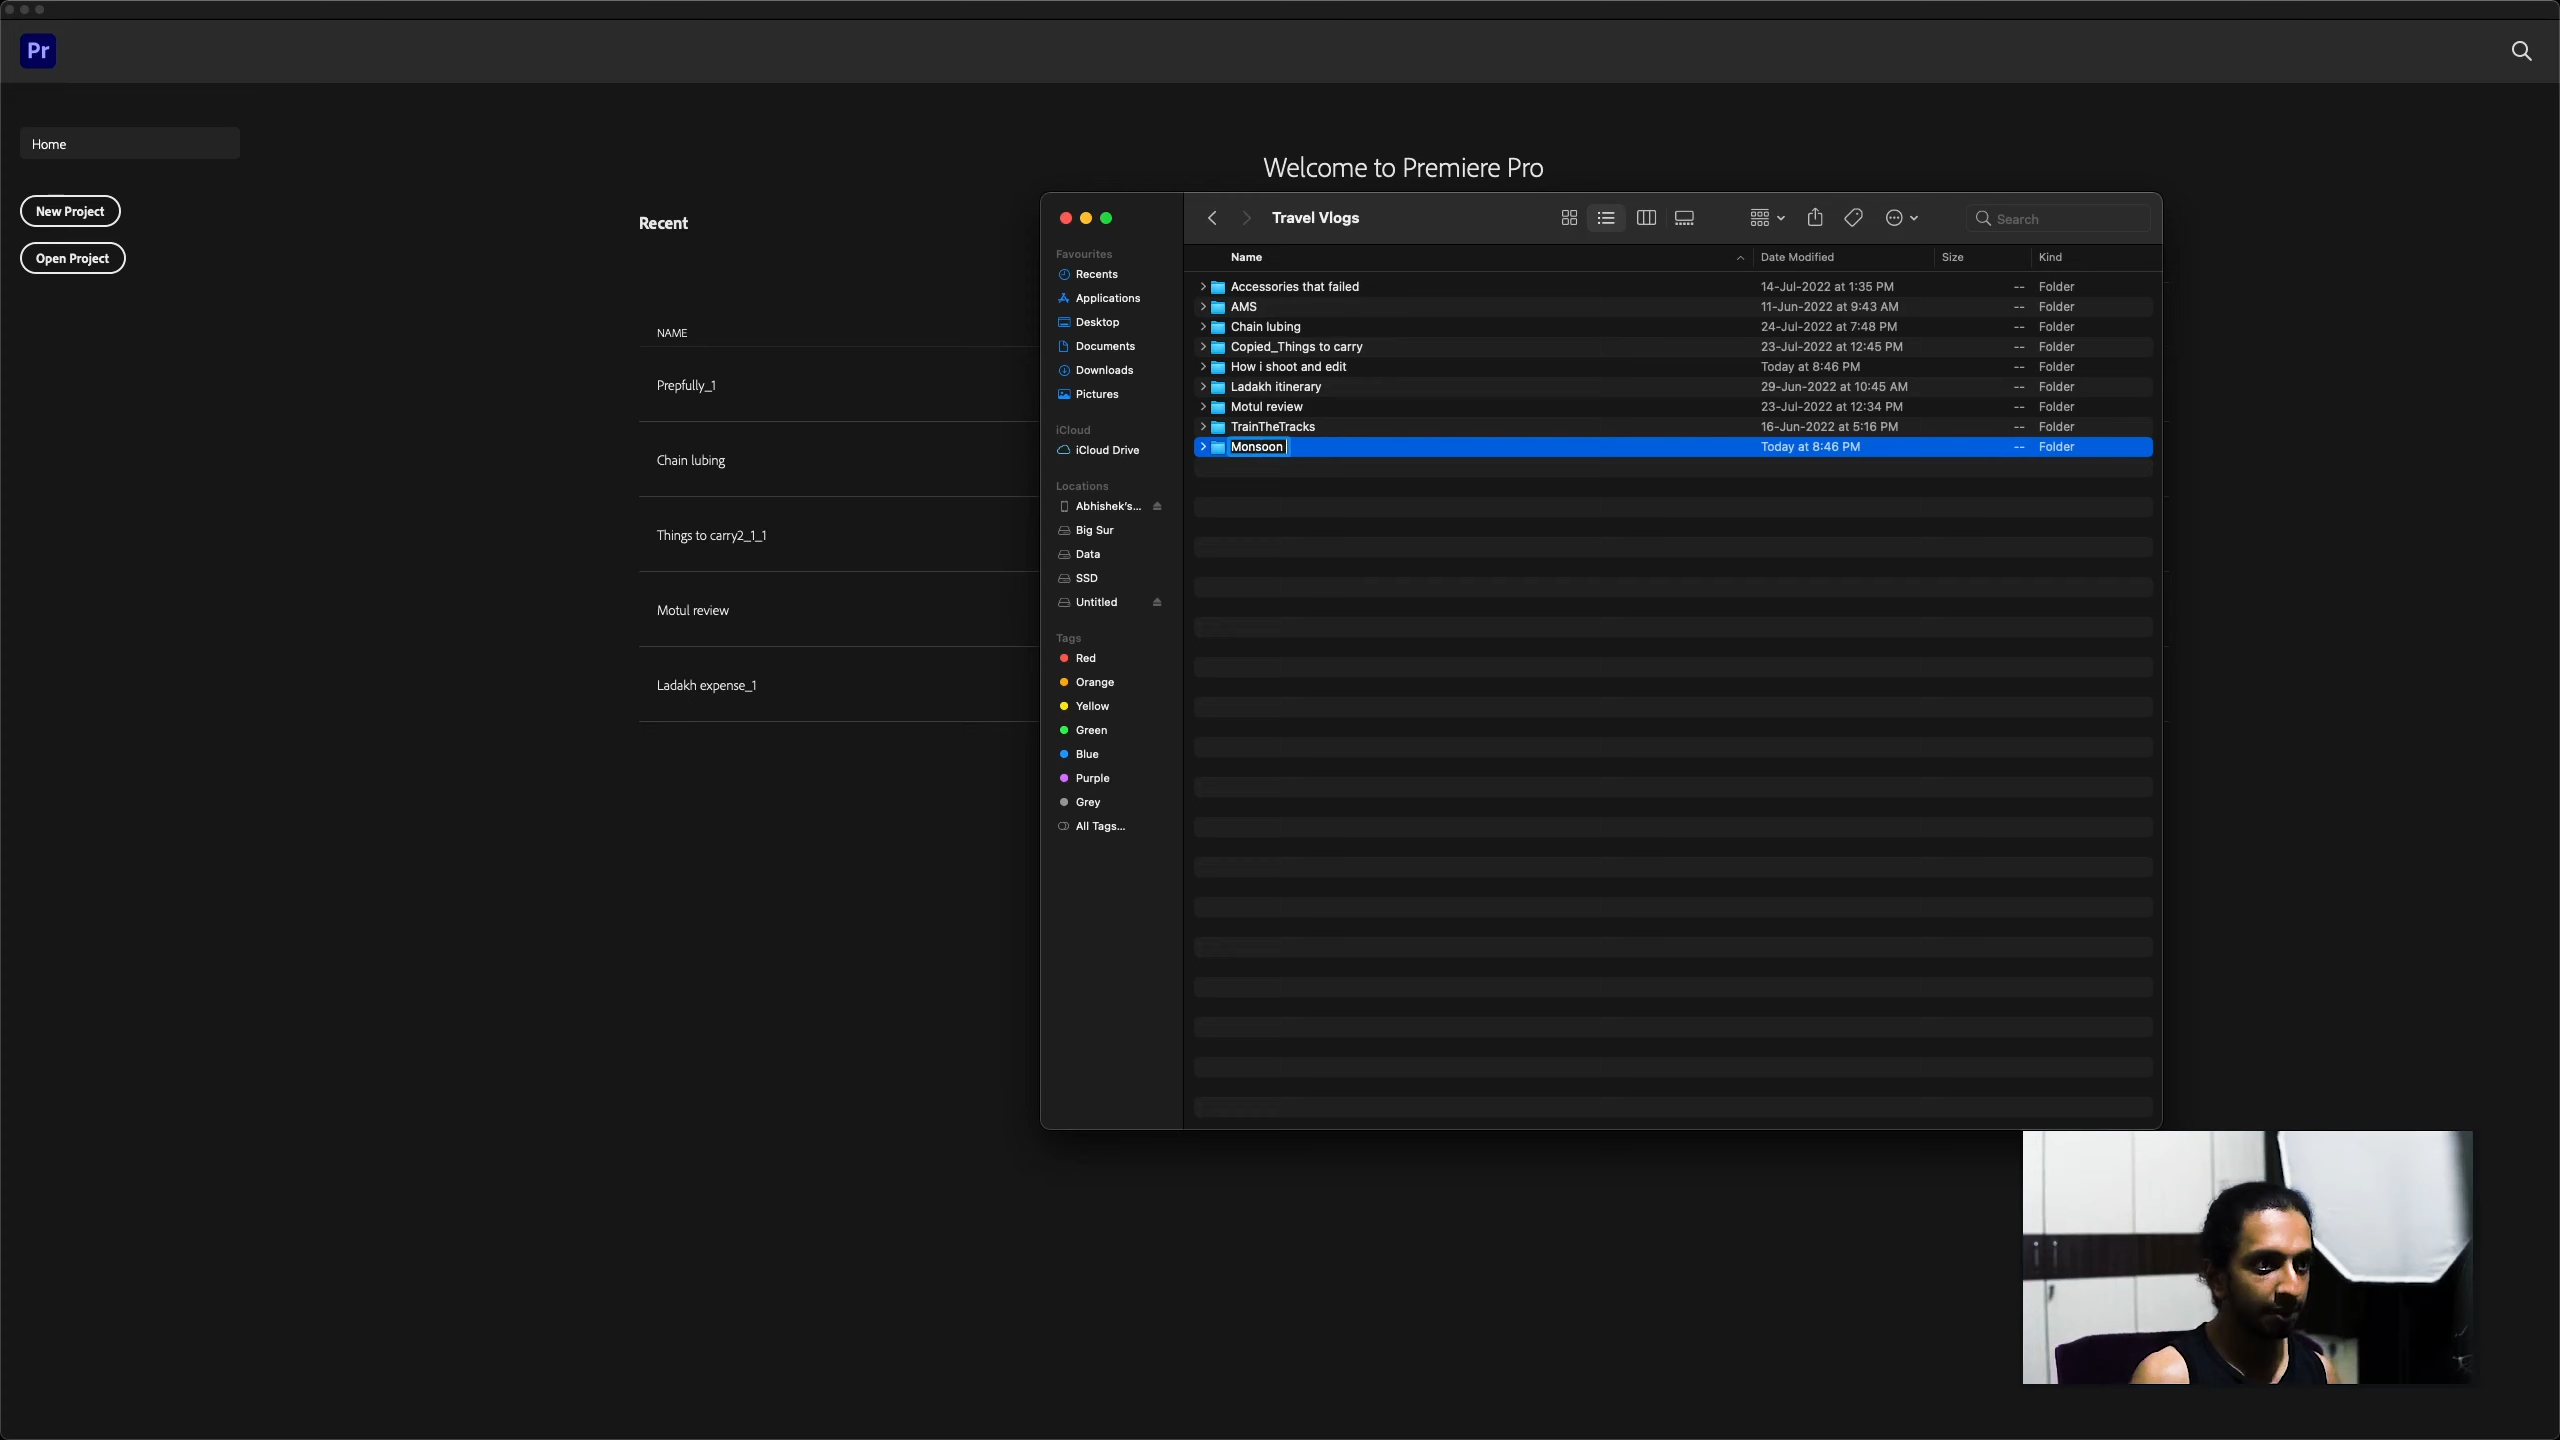 Pr
Home
New Project
Open Project
Welcome to Premiere Pro
Recent
NAME
Prepfully_1
Chain lubing
Things to carry2_1_1
Motul review
Ladakh expense_1
Travel Vlogs
Search
Favourites
Recents
Applications
Desktop
Documents
Downloads
Pictures
iCloud
iCloud Drive
Locations
Abhishek's...
Big Sur
Data
SSD
Untitled
Tags
Red
Orange
Yellow
Green
Blue
Purple
Grey
All Tags...
Name Date Modified Size Kind
Accessories that failed 14-Jul-2022 at 1:35 PM -- Folder
AMS 11-Jun-2022 at 9:43 AM -- Folder
Chain lubing 24-Jul-2022 at 7:48 PM -- Folder
Copied_Things to carry 23-Jul-2022 at 12:45 PM -- Folder
How i shoot and edit Today at 8:46 PM -- Folder
Ladakh itinerary 29-Jun-2022 at 10:45 AM -- Folder
Motul review 23-Jul-2022 at 12:34 PM -- Folder
TrainTheTracks 16-Jun-2022 at 5:16 PM -- Folder
Monsoon Today at 8:46 PM -- Folder